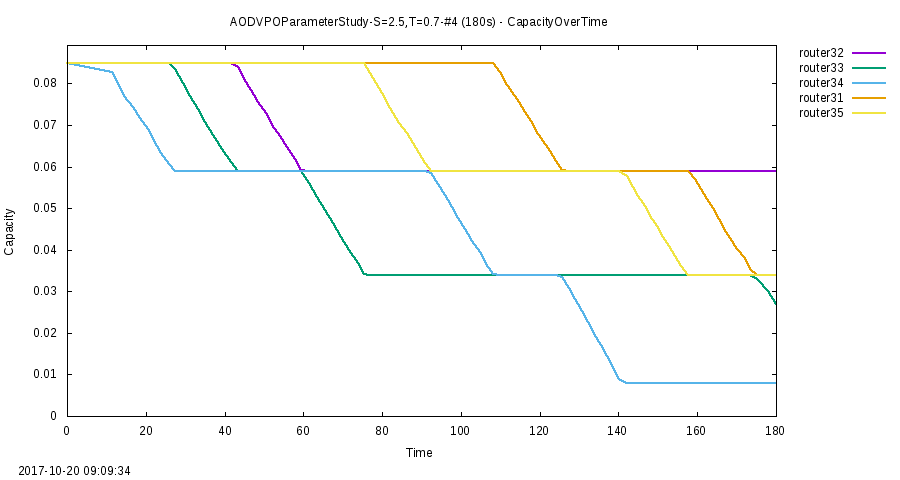 AODVPOParameterStudy-S=2.5,T=0.7-#4 (180s) - CapacityOverTime
router32
router33
router34
router31
router35
0.08
0.07
0.06
0.05
0.04
0.03
0.02
0.01
0
Capacity
0 20 40 60 80 100 120 140 160 180
Time
2017-10-20 09:09:34